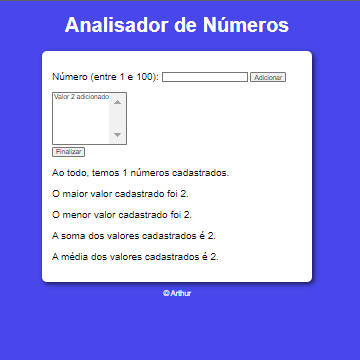 Analisador de Números
Número (entre 1 e 100): Adicionar
Valor 2 adicionado
Finalizar
Ao todo, temos 1 números cadastrados.
O maior valor cadastrado foi 2.
O menor valor cadastrado foi 2.
A soma dos valores cadastrados é 2.
A média dos valores cadastrados é 2.
© Arthur